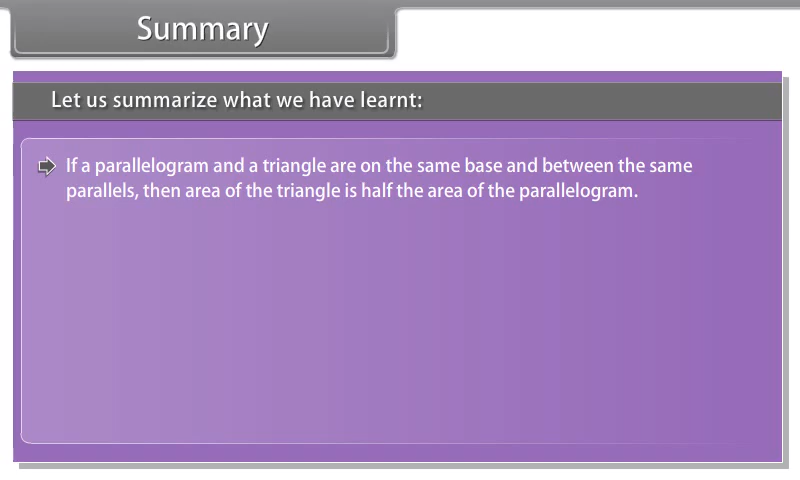 Summary
Let us summarize what we have learnt:
If a parallelogram and a triangle are on the same base and between the same
parallels, then area of the triangle is half the area of the parallelogram.